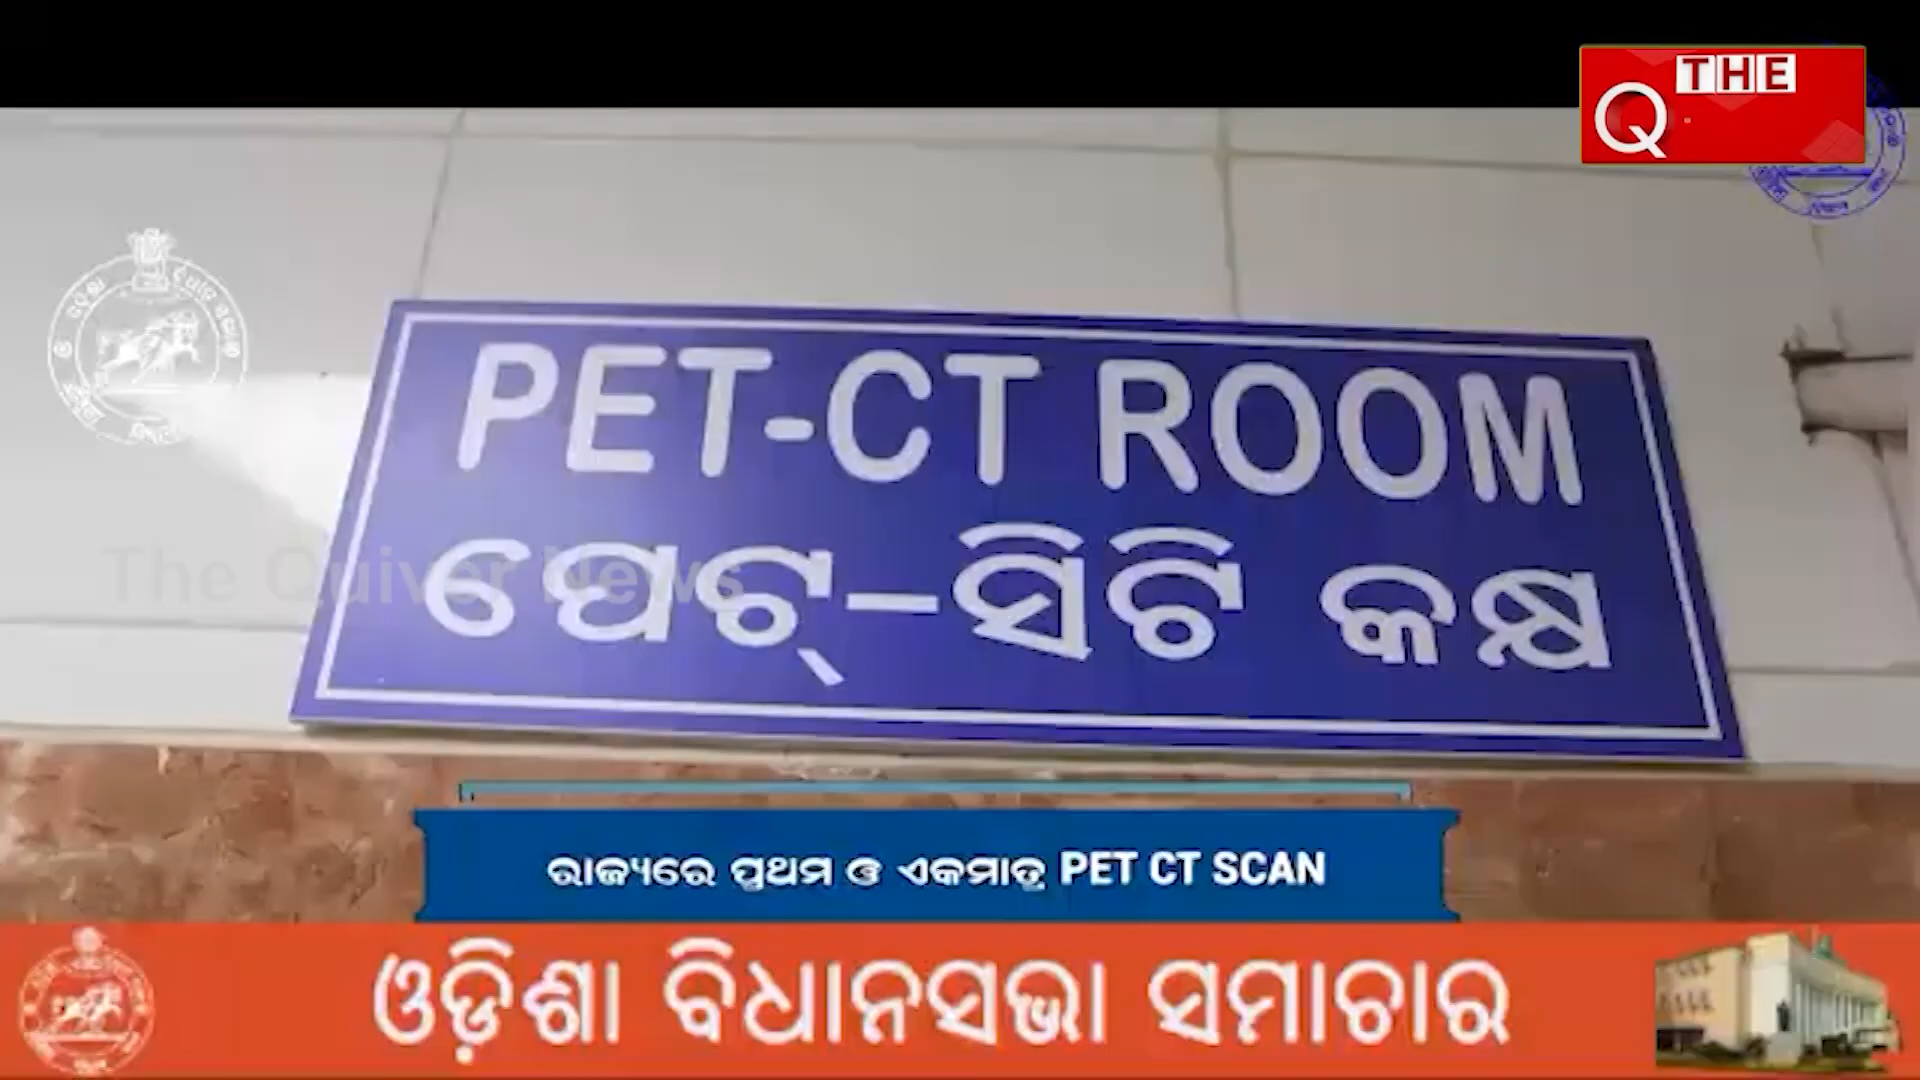 THE
Q
PET-CT ROOM
ପେଟ୍-ସିଟି କକ୍ଷ
The Quiver News
ରାଜ୍ୟରେ ପ୍ରଥମ ଓ ଏକମାତ୍ର PET CT SCAN
ଓଡ଼ିଶା ବିଧାନସଭା ସମାଚାର